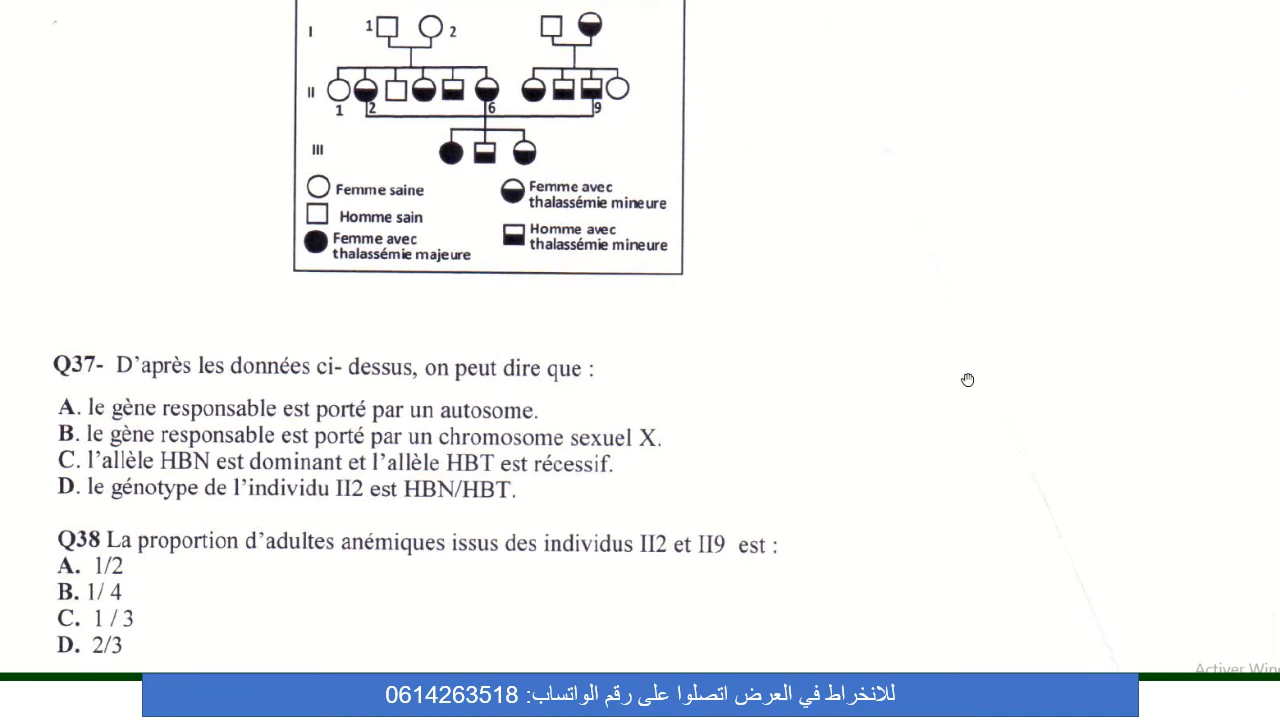 I
1
2
II
1
2
6
9
III
Femme saine
Homme sain
Femme avec
thalassémie majeure
Femme avec
thalassémie mineure
Homme avec
thalassémie mineure
Q37- D'après les données ci- dessus, on peut dire que :
A. le gène responsable est porté par un autosome.
B. le gène responsable est porté par un chromosome sexuel X.
C. l'allèle HBN est dominant et l'allèle HBT est récessif.
D. le génotype de l'individu II2 est HBN/HBT.
Q38 La proportion d'adultes anémiques issus des individus II2 et II9 est :
A. 1/2
B. 1/ 4
C. 1 / 3
D. 2/3
Activer Wind
للانخراط في العرض اتصلوا على رقم الواتساب: 0614263518